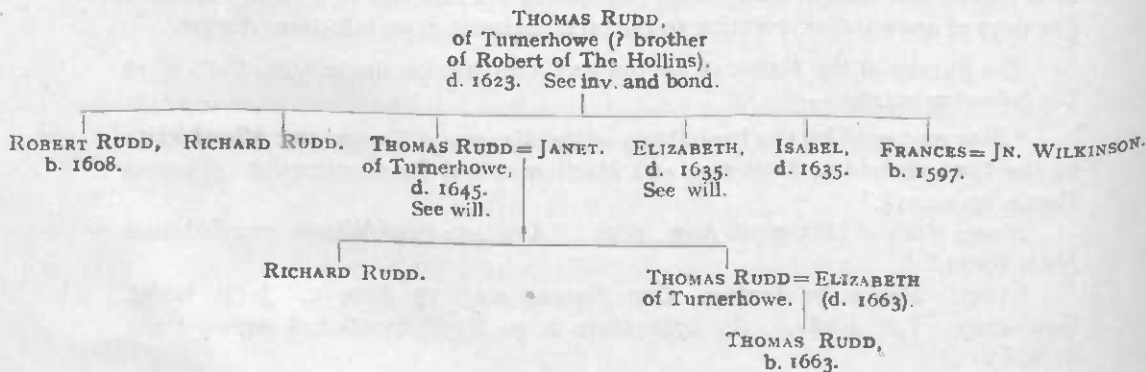 THOMAS RUDD,
of Turnerhowe (? brother
of Robert of The Hollins).
d. 1623. See inv. and bond.
ROBERT RUDD,
b. 1608.
RICHARD RUDD.
THOMAS RUDD = JANET.
of Turnerhowe,
d. 1645.
See will.
ELIZABETH,
d. 1635.
See will.
ISABEL,
d. 1635.
FRANCES = JN. WILKINSON.
b. 1597.
RICHARD RUDD.
THOMAS RUDD = ELIZABETH
of Turnerhowe. (d. 1663).
THOMAS RUDD,
b. 1663.